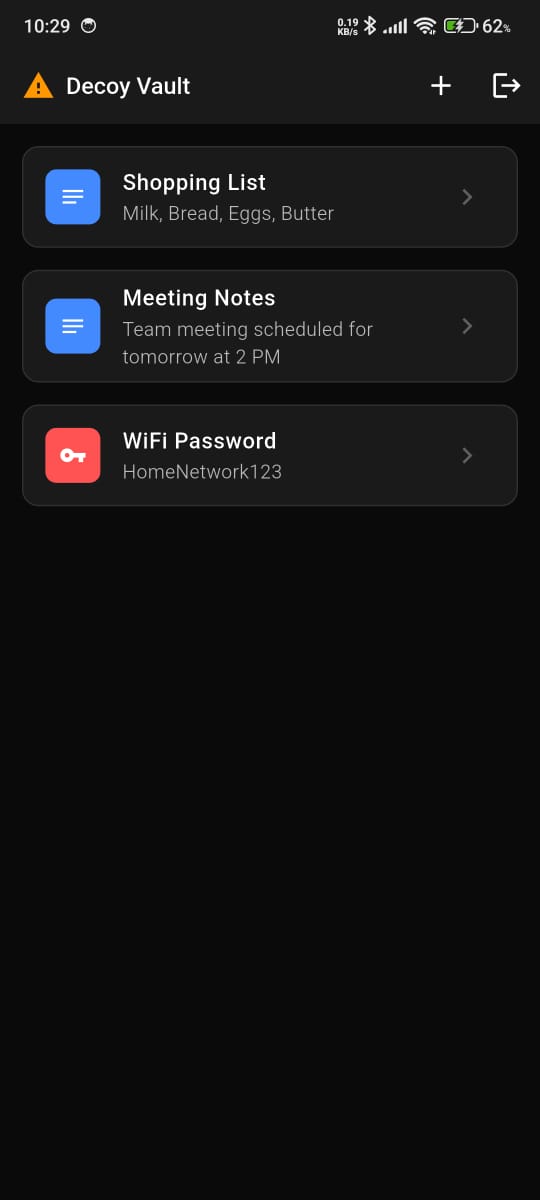 10:29
0.19
KB/s
62%
Decoy Vault
Shopping List
Milk, Bread, Eggs, Butter
Meeting Notes
Team meeting scheduled for
tomorrow at 2 PM
WiFi Password
HomeNetwork123